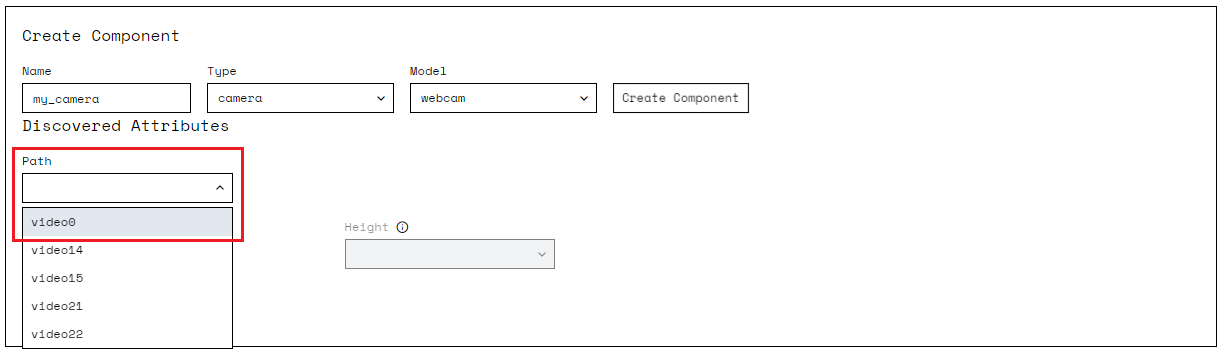 Create Component
Name Type Model
my_camera camera webcam Create Component
Discovered Attributes
Path
video0
Height
video14
video15
video21
video22